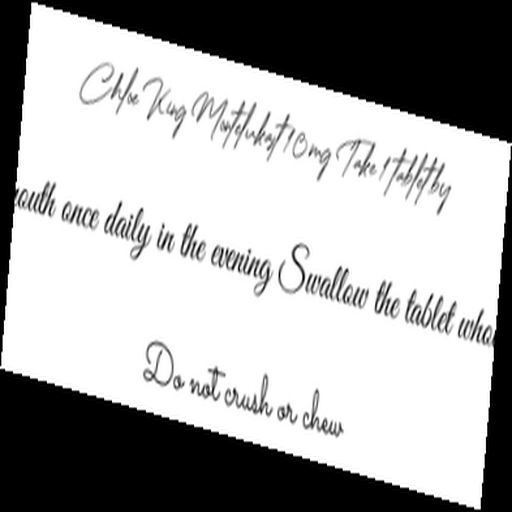 Chloe King Montelukast 10mg Take 1 tablet by
outh once daily in the evening Swallow the tablet who
Do not crush or chew